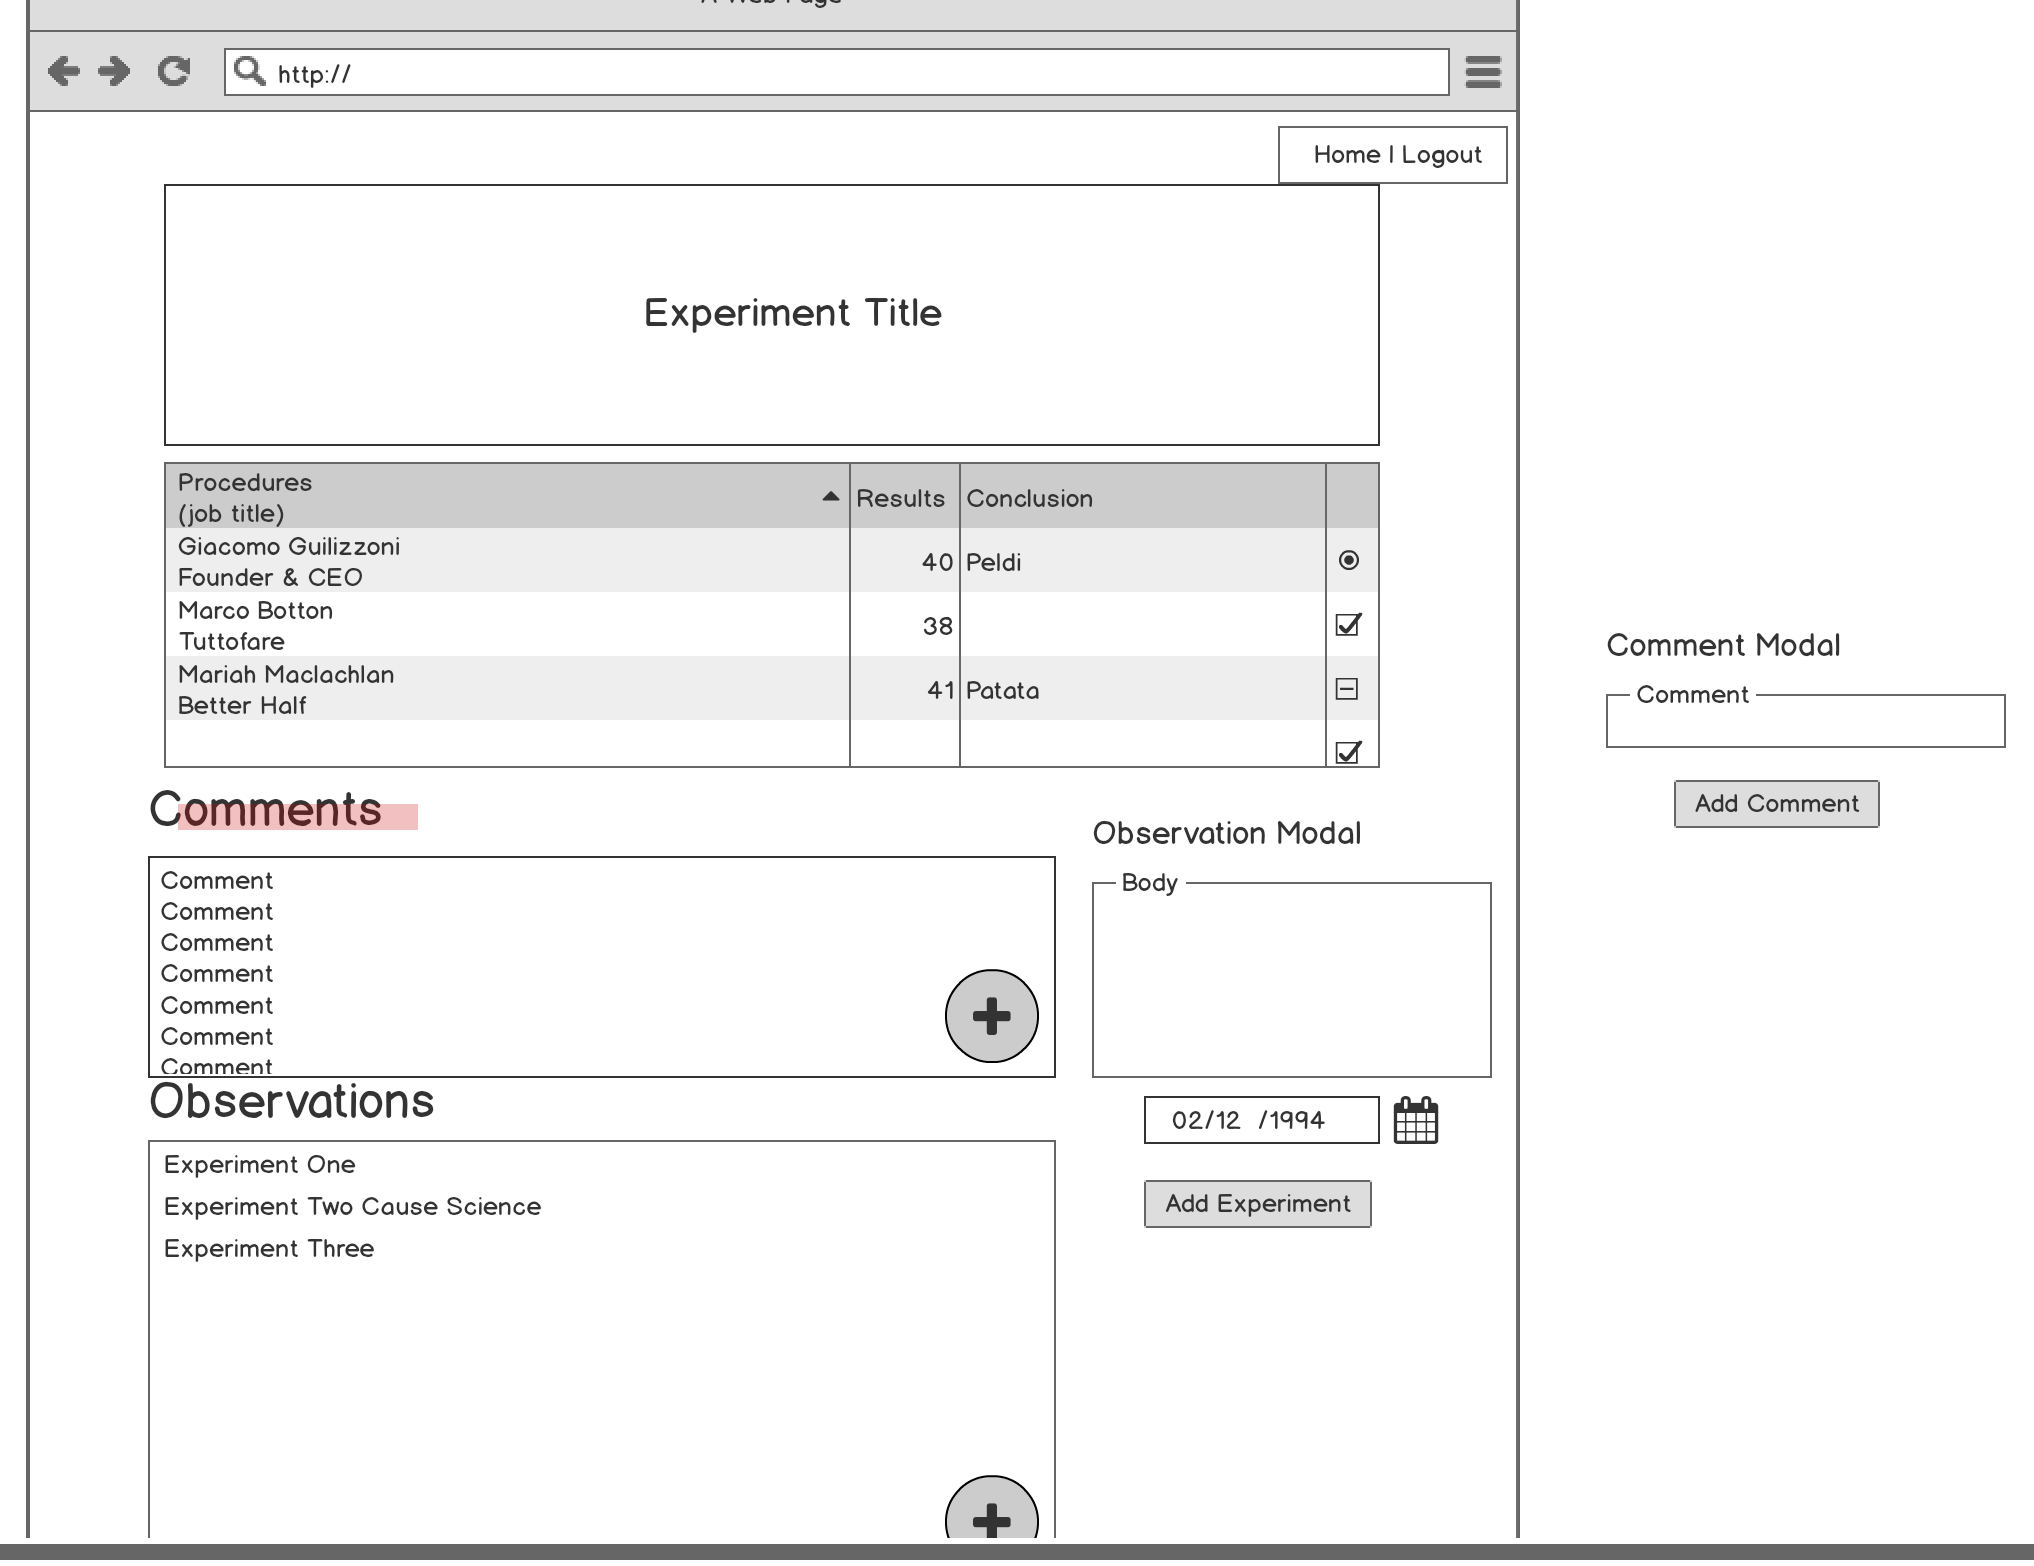 A Web Page
http://
Home | Logout
Experiment Title
Procedures
(job title)
Results
Conclusion
Giacomo Guilizzoni
Founder & CEO
40
Peldi
Marco Botton
Tuttofare
38
Mariah Maclachlan
Better Half
41
Patata
Comments
Comment
Comment
Comment
Comment
Comment
Comment
Comment
Observation Modal
Body
02/12 /1994
Add Experiment
Observations
Experiment One
Experiment Two Cause Science
Experiment Three
Comment Modal
Comment
Add Comment